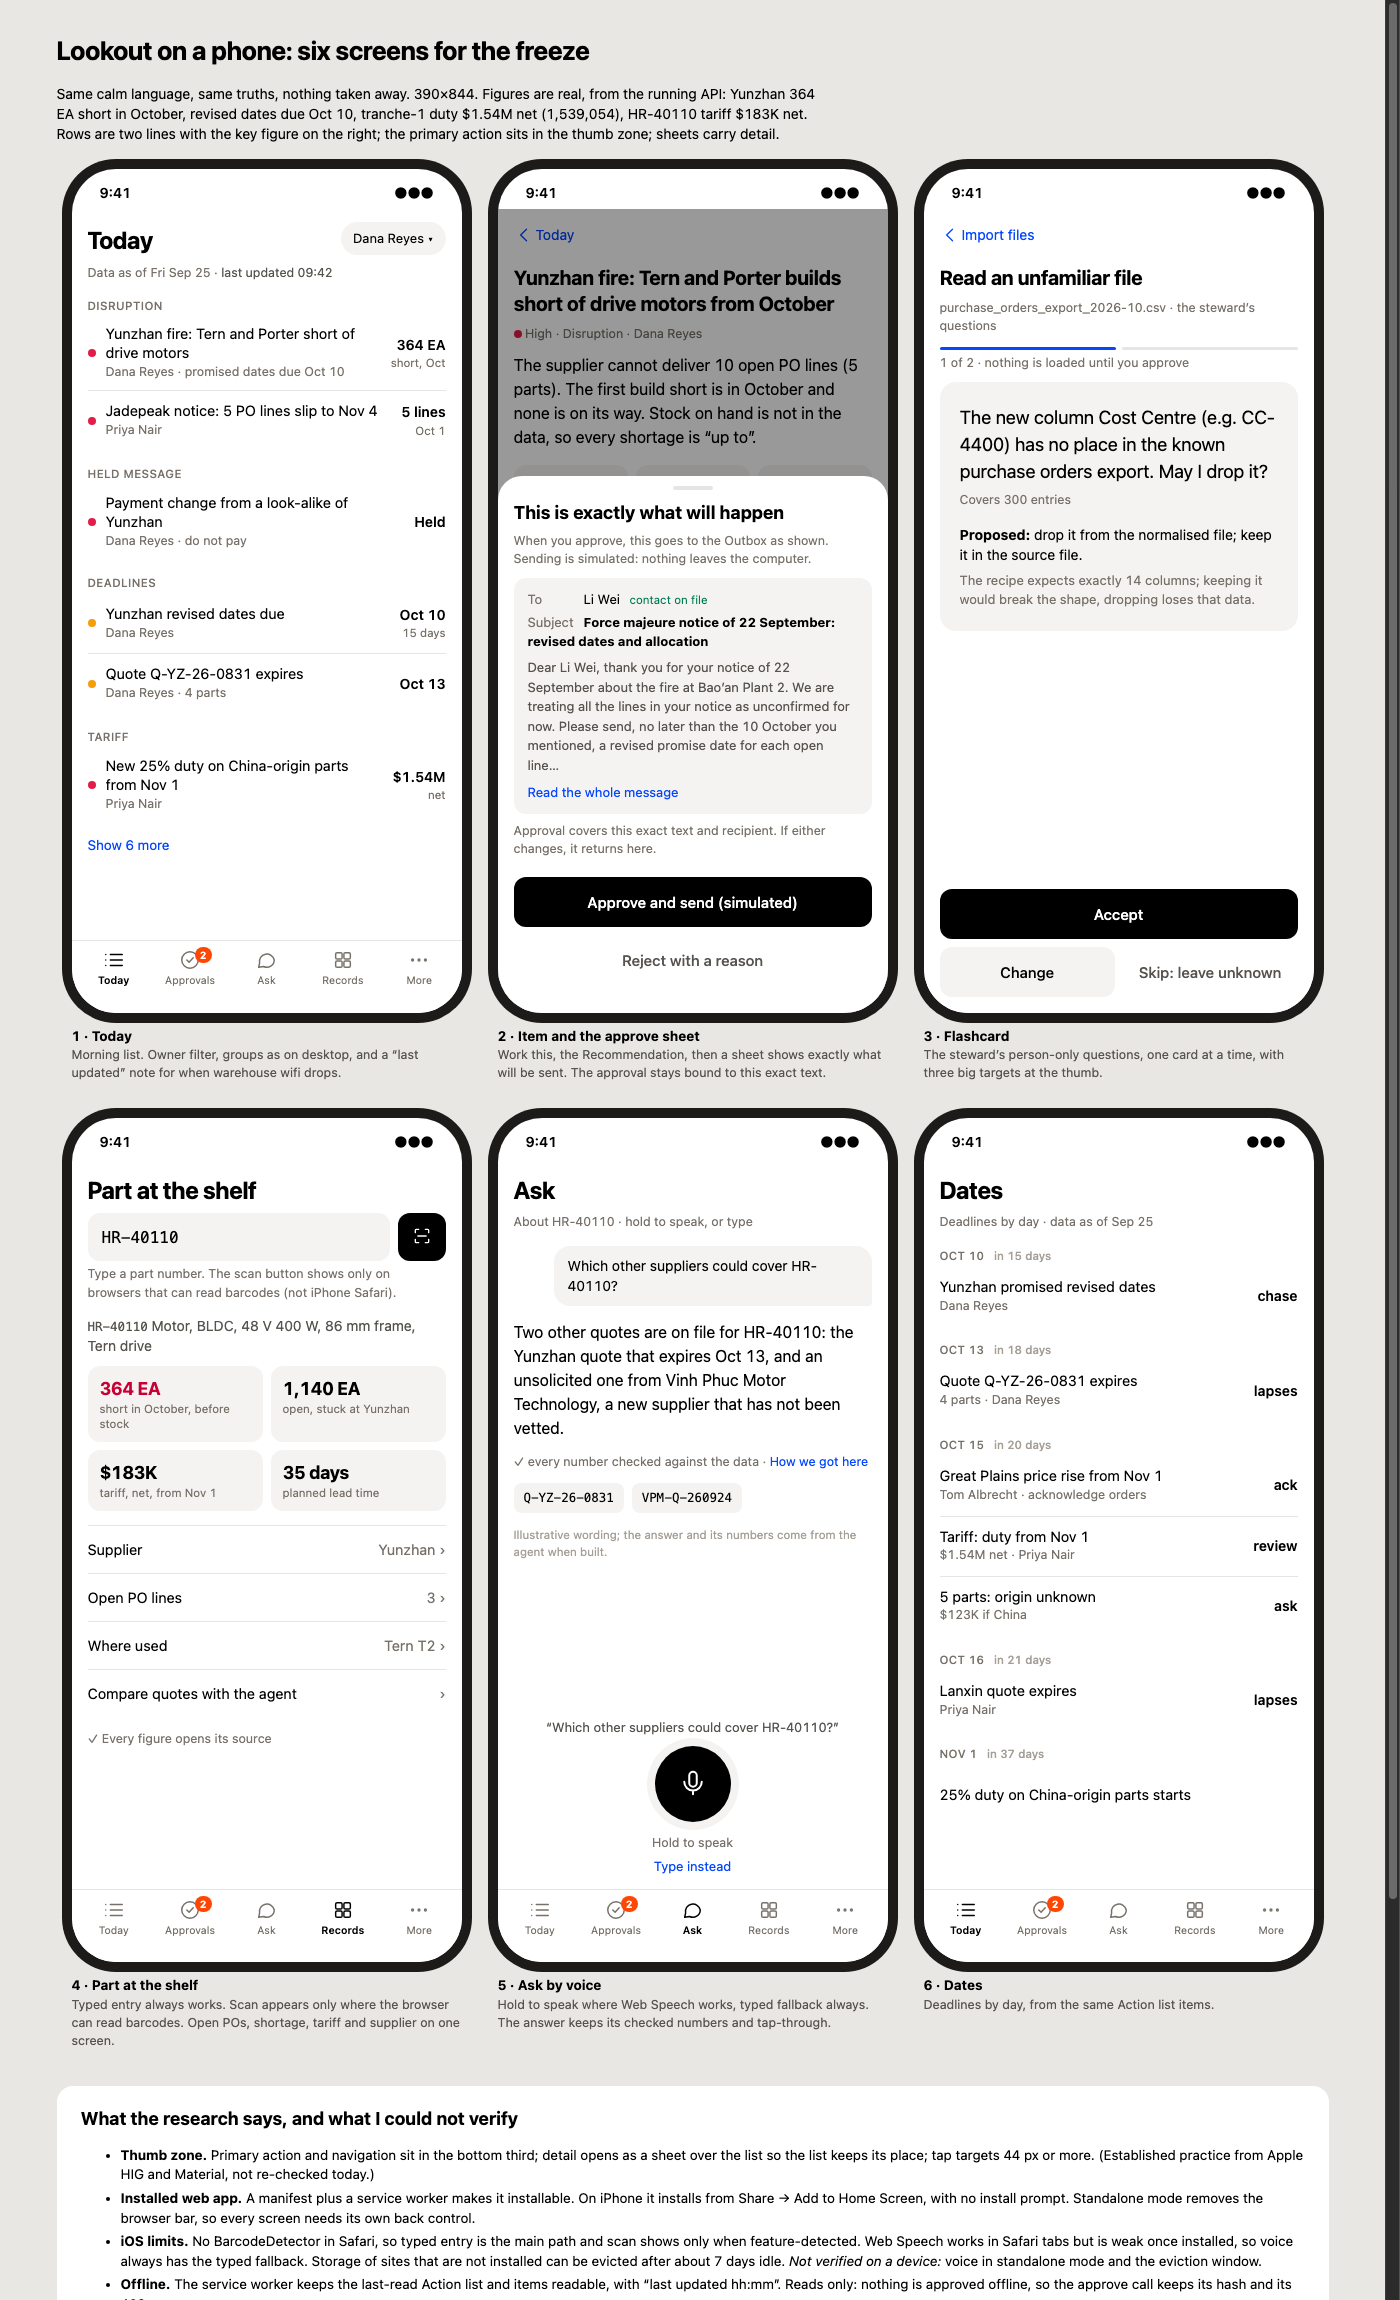 Lookout on a phone: six screens for the freeze
Same calm language, same truths, nothing taken away. 390×844. Figures are real, from the running API: Yunzhan 364
EA short in October, revised dates due Oct 10, tranche-1 duty $1.54M net (1,539,054), HR-40110 tariff $183K net.
Rows are two lines with the key figure on the right; the primary action sits in the thumb zone; sheets carry detail.
9:41
Today
Dana Reyes ▾
Data as of Fri Sep 25 · last updated 09:42
DISRUPTION
Yunzhan fire: Tern and Porter short of
drive motors
Dana Reyes · promised dates due Oct 10
364 EA
short, Oct
Jadepeak notice: 5 PO lines slip to Nov 4
Priya Nair
5 lines
Oct 1
HELD MESSAGE
Payment change from a look-alike of
Yunzhan
Dana Reyes · do not pay
Held
DEADLINES
Yunzhan revised dates due
Dana Reyes
Oct 10
15 days
Quote Q-YZ-26-0831 expires
Dana Reyes · 4 parts
Oct 13
TARIFF
New 25% duty on China-origin parts
from Nov 1
Priya Nair
$1.54M
net
Show 6 more
2
Today
Approvals
Ask
Records
More
1 · Today
Morning list. Owner filter, groups as on desktop, and a "last
updated" note for when warehouse wifi drops.
9:41
Today
Yunzhan fire: Tern and Porter builds
short of drive motors from October
High · Disruption · Dana Reyes
The supplier cannot deliver 10 open PO lines (5
parts). The first build short is in October and
none is on its way. Stock on hand is not in the
data, so every shortage is “up to”.
This is exactly what will happen
When you approve, this goes to the Outbox as shown.
Sending is simulated: nothing leaves the computer.
To Li Wei contact on file
Subject Force majeure notice of 22 September:
revised dates and allocation
Dear Li Wei, thank you for your notice of 22
September about the fire at Bao’an Plant 2. We are
treating all the lines in your notice as unconfirmed for
now. Please send, no later than the 10 October you
mentioned, a revised promise date for each open
line…
Read the whole message
Approval covers this exact text and recipient. If either
changes, it returns here.
Approve and send (simulated)
Reject with a reason
2 · Item and the approve sheet
Work this, the Recommendation, then a sheet shows exactly what
will be sent. The approval stays bound to this exact text.
9:41
Import files
Read an unfamiliar file
purchase_orders_export_2026-10.csv · the steward’s
questions
1 of 2 · nothing is loaded until you approve
The new column Cost Centre (e.g. CC-
4400) has no place in the known
purchase orders export. May I drop it?
Covers 300 entries
Proposed: drop it from the normalised file; keep
it in the source file.
The recipe expects exactly 14 columns; keeping it
would break the shape, dropping loses that data.
Accept
Change
Skip: leave unknown
3 · Flashcard
The steward’s person-only questions, one card at a time, with
three big targets at the thumb.
9:41
Part at the shelf
HR-40110
Type a part number. The scan button shows only on
browsers that can read barcodes (not iPhone Safari).
HR-40110 Motor, BLDC, 48 V 400 W, 86 mm frame,
Tern drive
364 EA
short in October, before
stock
1,140 EA
open, stuck at Yunzhan
$183K
tariff, net, from Nov 1
35 days
planned lead time
Supplier
Yunzhan ›
Open PO lines
3 ›
Where used
Tern T2 ›
Compare quotes with the agent
›
✓ Every figure opens its source
2
Today
Approvals
Ask
Records
More
4 · Part at the shelf
Typed entry always works. Scan appears only where the browser
can read barcodes. Open POs, shortage, tariff and supplier on one
screen.
9:41
Ask
About HR-40110 · hold to speak, or type
Which other suppliers could cover HR-
40110?
Two other quotes are on file for HR-40110: the
Yunzhan quote that expires Oct 13, and an
unsolicited one from Vinh Phuc Motor
Technology, a new supplier that has not been
vetted.
✓ every number checked against the data · How we got here
Q-YZ-26-0831
VPM-Q-260924
Illustrative wording; the answer and its numbers come from the
agent when built.
“Which other suppliers could cover HR-40110?”
Hold to speak
Type instead
2
Today
Approvals
Ask
Records
More
5 · Ask by voice
Hold to speak where Web Speech works, typed fallback always.
The answer keeps its checked numbers and tap-through.
9:41
Dates
Deadlines by day · data as of Sep 25
OCT 10 in 15 days
Yunzhan promised revised dates
Dana Reyes
chase
OCT 13 in 18 days
Quote Q-YZ-26-0831 expires
4 parts · Dana Reyes
lapses
OCT 15 in 20 days
Great Plains price rise from Nov 1
Tom Albrecht · acknowledge orders
ack
Tariff: duty from Nov 1
$1.54M net · Priya Nair
review
5 parts: origin unknown
$123K if China
ask
OCT 16 in 21 days
Lanxin quote expires
Priya Nair
lapses
NOV 1 in 37 days
25% duty on China-origin parts starts
2
Today
Approvals
Ask
Records
More
6 · Dates
Deadlines by day, from the same Action list items.
What the research says, and what I could not verify
• Thumb zone. Primary action and navigation sit in the bottom third; detail opens as a sheet over the list so the list keeps its place; tap targets 44 px or more. (Established practice from Apple
HIG and Material, not re-checked today.)
• Installed web app. A manifest plus a service worker makes it installable. On iPhone it installs from Share → Add to Home Screen, with no install prompt. Standalone mode removes the
browser bar, so every screen needs its own back control.
• iOS limits. No BarcodeDetector in Safari, so typed entry is the main path and scan shows only when feature-detected. Web Speech works in Safari tabs but is weak once installed, so voice
always has the typed fallback. Storage of sites that are not installed can be evicted after about 7 days idle. Not verified on a device: voice in standalone mode and the eviction window.
• Offline. The service worker keeps the last-read Action list and items readable, with “last updated hh:mm”. Reads only: nothing is approved offline, so the approve call keeps its hash and its